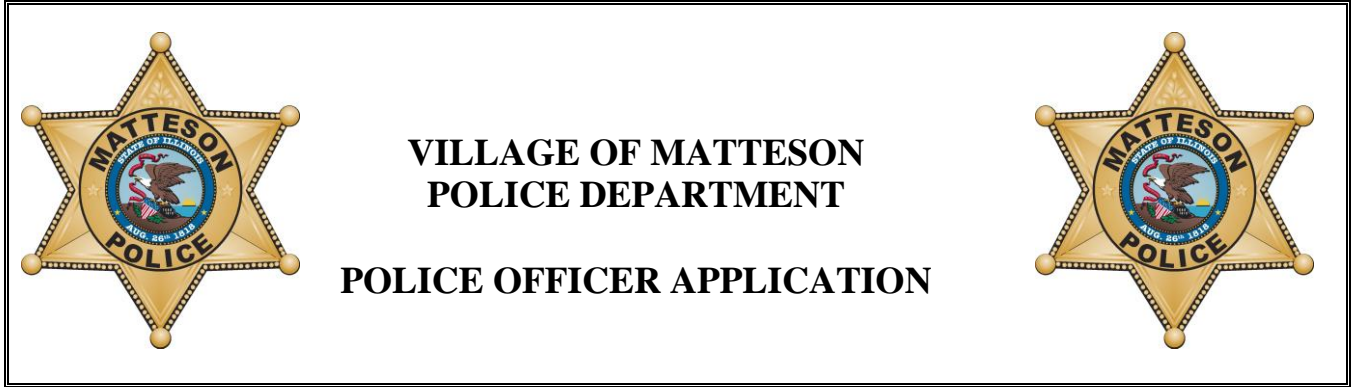 MATTESON
STATE OF ILLINOIS
AUG. 26th 1818
POLICE
VILLAGE OF MATTESON
POLICE DEPARTMENT
POLICE OFFICER APPLICATION
MATTESON
STATE OF ILLINOIS
AUG. 26th 1818
POLICE